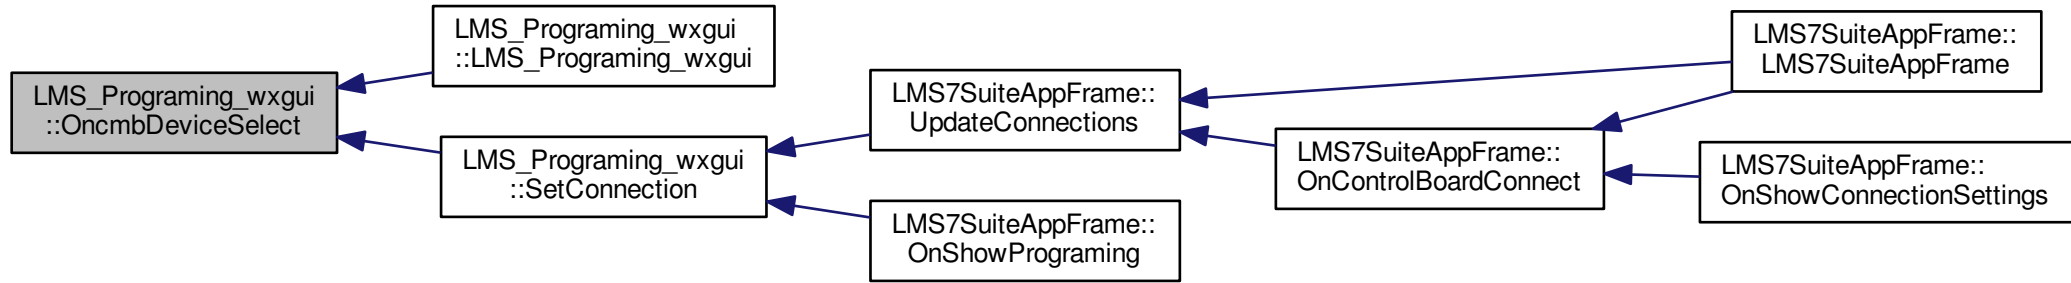 LMS_Programing_wxgui
::OncmbDeviceSelect
LMS_Programing_wxgui
::LMS_Programing_wxgui
LMS_Programing_wxgui
::SetConnection
LMS7SuiteAppFrame::
UpdateConnections
LMS7SuiteAppFrame::
OnShowPrograming
LMS7SuiteAppFrame::
OnControlBoardConnect
LMS7SuiteAppFrame::
LMS7SuiteAppFrame
LMS7SuiteAppFrame::
OnShowConnectionSettings